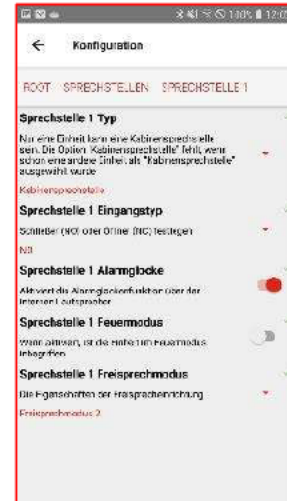 100% 12:05
Konfiguration
ROOT SPRECHSTELLEN SPRECHSTELLE 1
Sprechstelle 1 Typ
Nur eine Einheit kann eine Kabinensprechstelle
sein. Die Option "Kabinensprechstelle" fehlt, wenn
schon eine andere Einheit als "Kabinensprechstelle"
ausgewählt wurde
Kabinensprechstelle
Sprechstelle 1 Eingangstyp
Schließer (NO) oder Öffner (NC) festlegen
NO
Sprechstelle 1 Alarmglocke
Aktiviert die Alarmglockenfunktion über den
internen Lautsprecher
Sprechstelle 1 Feuermodus
Wenn aktiviert, ist die Einheit im Feuermodus
inbegriffen
Sprechstelle 1 Freisprechmodus
Die Eigenschaften der Freisprecheinrichtung
Freisprechmodus 2